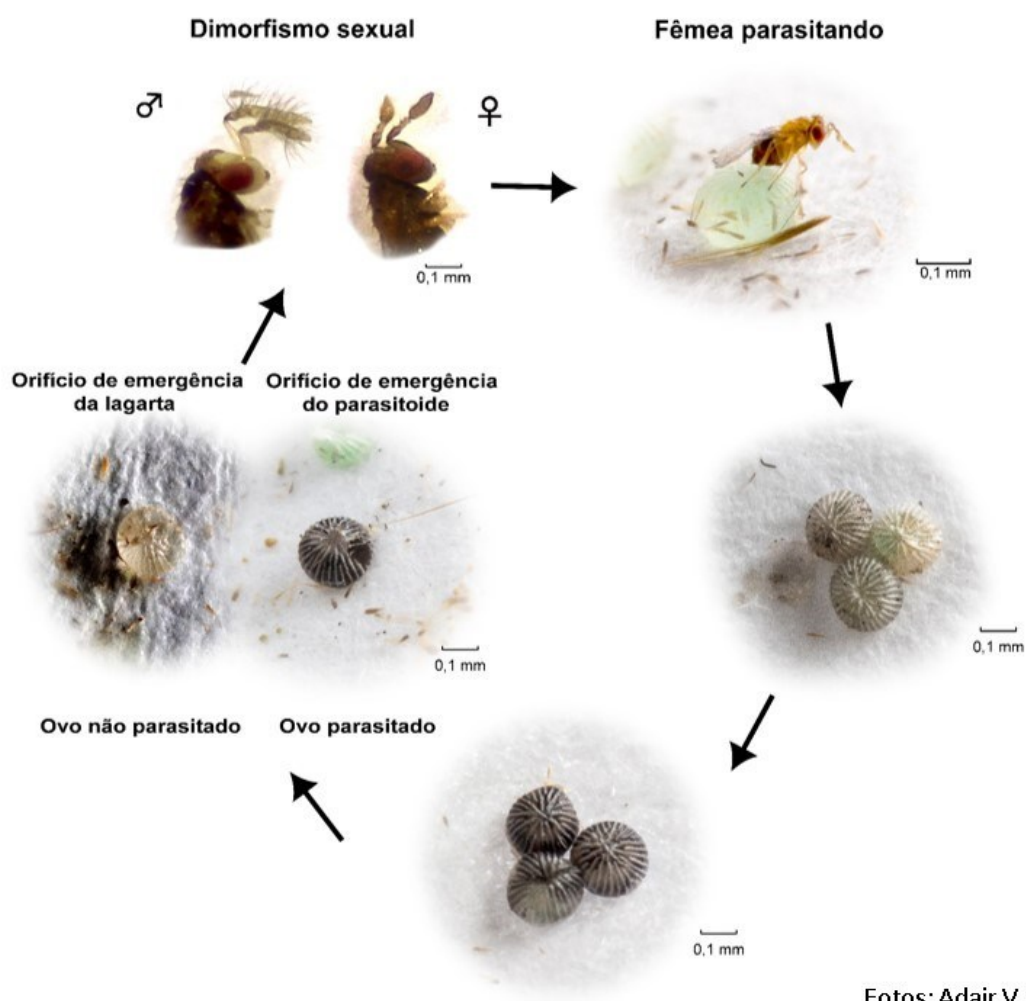 Dimorfismo sexual
Fêmea parasitando
♂
♀
0,1 mm
0,1 mm
Orifício de emergência
da lagarta
Orifício de emergência
do parasitoide
0,1 mm
0,1 mm
Ovo não parasitado
Ovo parasitado
0,1 mm
Fotos: Adair V